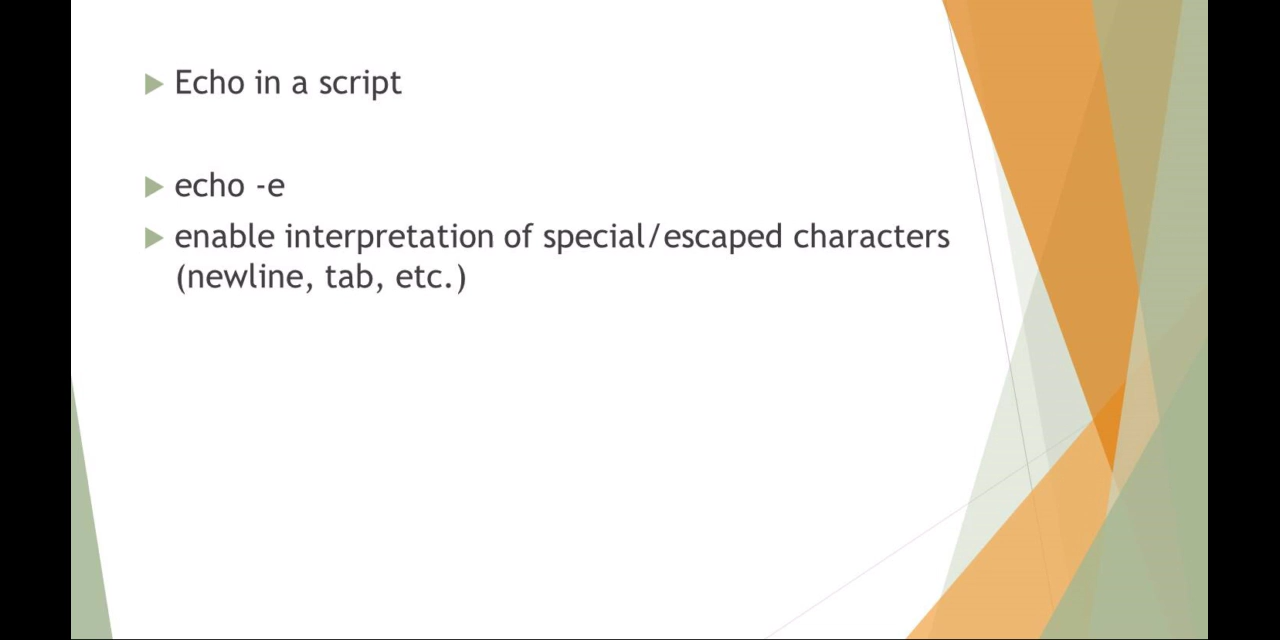 Echo in a script
echo -e
enable interpretation of special/escaped characters
(newline, tab, etc.)